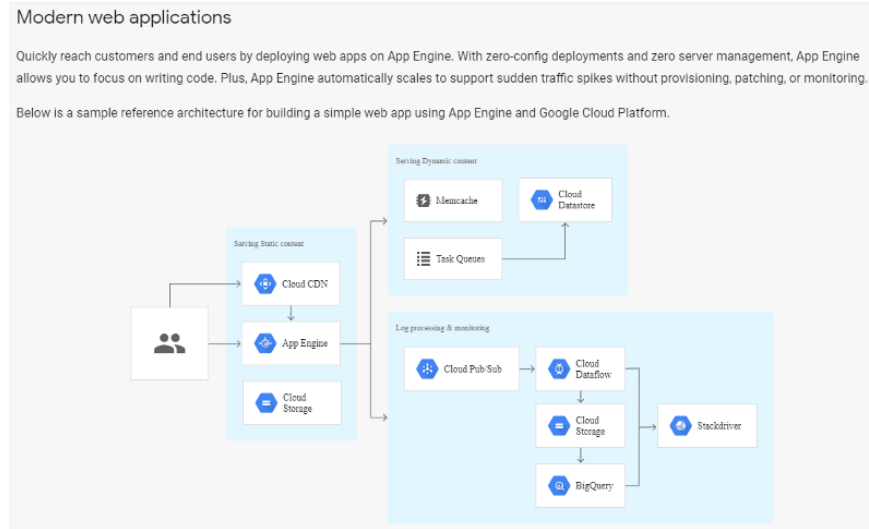 Modern web applications
Quickly reach customers and end users by deploying web apps on App Engine. With zero-config deployments and zero server management, App Engine
allows you to focus on writing code. Plus, App Engine automatically scales to support sudden traffic spikes without provisioning, patching, or monitoring.
Below is a sample reference architecture for building a simple web app using App Engine and Google Cloud Platform.
Serving Dynamic content
Memcache
Cloud
Datastore
Task Queues
Serving Static content
Cloud CDN
App Engine
Cloud
Storage
Log processing & monitoring
Cloud Pub/Sub
Cloud
Dataflow
Cloud
Storage
Stackdriver
BigQuery